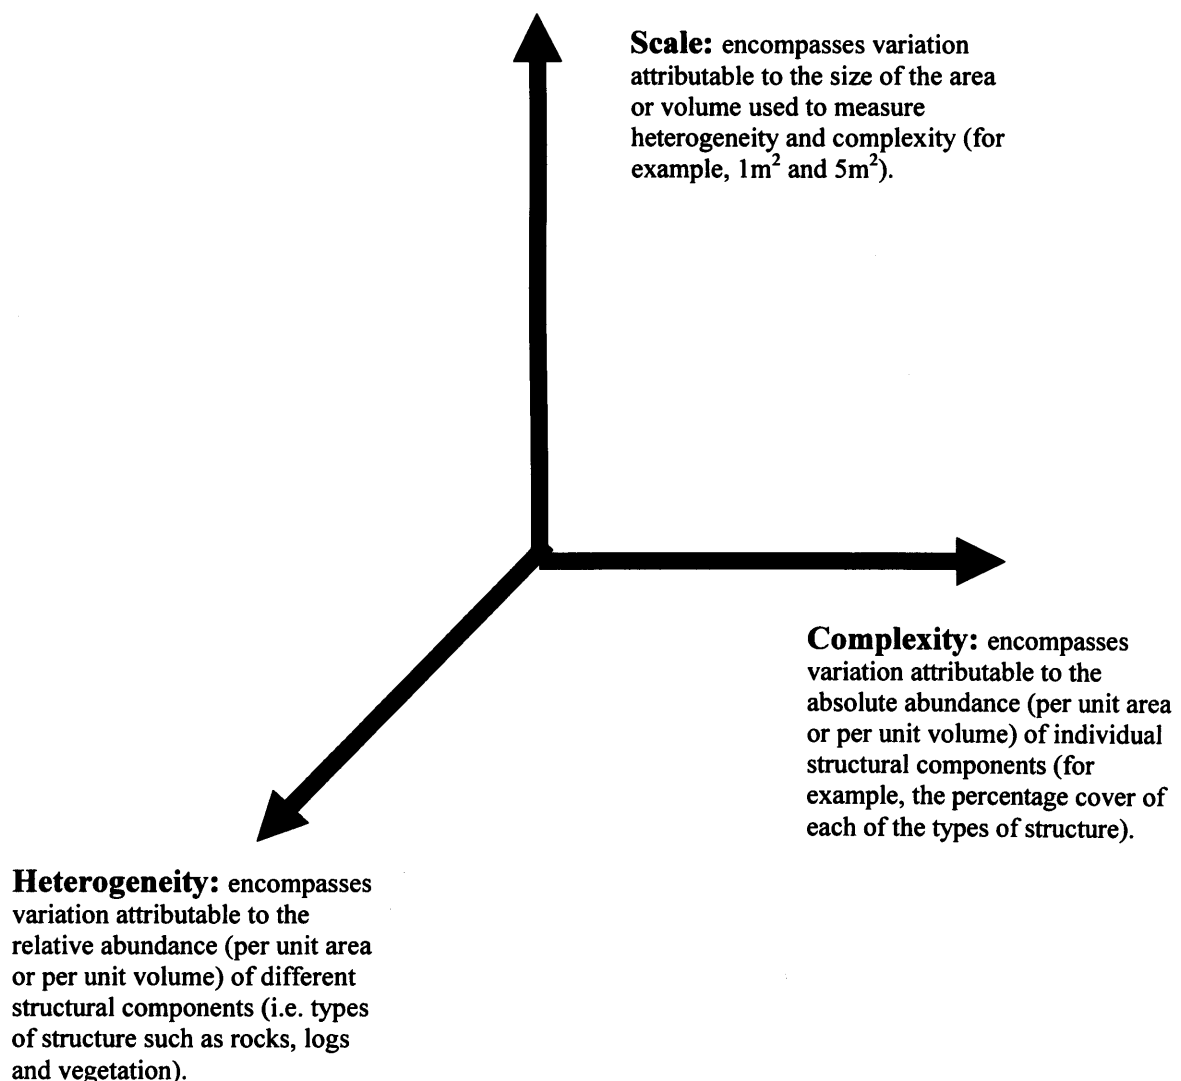 Scale: encompasses variation
attributable to the size of the area
or volume used to measure
heterogeneity and complexity (for
example, 1m² and 5m²).
Complexity: encompasses
variation attributable to the
absolute abundance (per unit area
or per unit volume) of individual
structural components (for
example, the percentage cover of
each of the types of structure).
Heterogeneity: encompasses
variation attributable to the
relative abundance (per unit area
or per unit volume) of different
structural components (i.e. types
of structure such as rocks, logs
and vegetation).